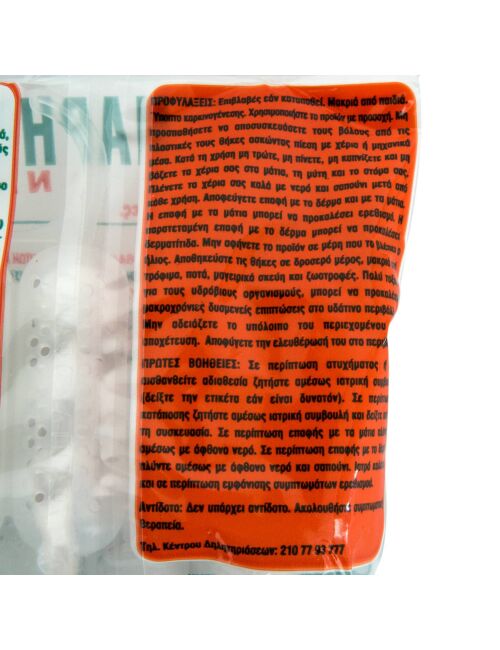 ΠΡΟΦΥΛΑΞΕΙΣ: Επιβλαβές εάν καταποθεί. Μακριά από παιδιά.
Ύποπτο καρκινογένεσης. Χρησιμοποιήστε το προϊόν με προσοχή. Μη
προσπαθήσετε να αποσυσκευάσετε τους βόλους από τις
πλαστικές τους θήκες ασκώντας πίεση με χέρια ή μηχανικά
μέσα. Κατά τη χρήση μη τρώτε, μη πίνετε, μη καπνίζετε και μη
βάζετε τα χέρια σας στα μάτια, τη μύτη και το στόμα σας.
Πλένετε τα χέρια σας καλά με νερό και σαπούνι μετά από
κάθε χρήση. Αποφεύγετε επαφή με το δέρμα και με τα μάτια.
Η επαφή με τα μάτια μπορεί να προκαλέσει ερεθισμό. Η
παρατεταμένη επαφή με το δέρμα μπορεί να προκαλέσει
δερματίτιδα. Μην αφήνετε το προϊόν σε μέρη που το βλέπει ο
ήλιος. Αποθηκεύστε τις θήκες σε δροσερό μέρος, μακριά από
τρόφιμα, ποτά, μαγειρικά σκεύη και ζωοτροφές. Πολύ τοξικό
για τους υδρόβιους οργανισμούς, μπορεί να προκαλέσει
μακροχρόνιες δυσμενείς επιπτώσεις στο υδάτινο περιβάλλον.
Μην αδειάζετε το υπόλοιπο του περιεχομένου
αποχέτευση. Αποφύγετε την ελευθέρωσή του στο
ΠΡΩΤΕΣ ΒΟΗΘΕΙΕΣ: Σε περίπτωση ατυχήματος ή
αισθανθείτε αδιαθεσία ζητήστε αμέσως ιατρική
(δείξτε την ετικέτα εάν είναι δυνατόν). Σε
κατάποσης ζητήστε αμέσως ιατρική συμβουλή και δείξτε
τη συσκευασία. Σε περίπτωση επαφής με τα μάτια
αμέσως με άφθονο νερό. Σε περίπτωση επαφής με το
πλύντε αμέσως με άφθονο νερό και σαπούνι.
και σε περίπτωση εμφάνισης συμπτωμάτων ερεθισμού.
Αντίδοτο: Δεν υπάρχει αντίδοτο. Ακολουθήστε
θεραπεία.
Τηλ. Κέντρου Δηλητηριάσεων: 210 77 93 777